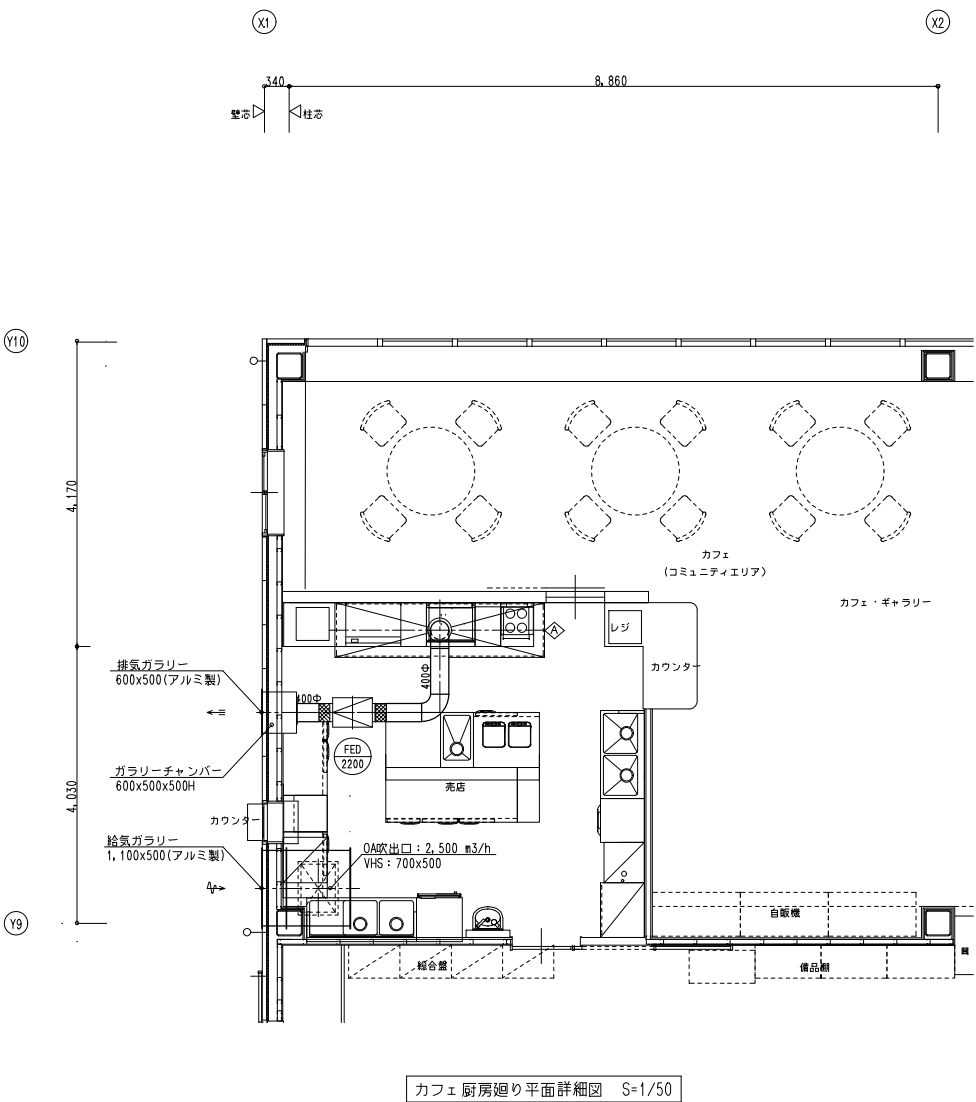 X1
X2
340
8,860
壁芯
柱芯
Y10
4,170
カフェ
(コミュニティエリア)
カフェ・ギャラリー
A
レジ
カウンター
排気ガラリー
600x500(アルミ製)
400Φ
400Φ
FED
2200
ガラリーチャンバー
600x500x500H
売店
4,030
カウンター
給気ガラリー
1,100x500(アルミ製)
OA吹出口：2,500 m3/h
VHS：700x500
Y9
自販機
総合盤
備品棚
カフェ厨房廻り平面詳細図 S=1/50